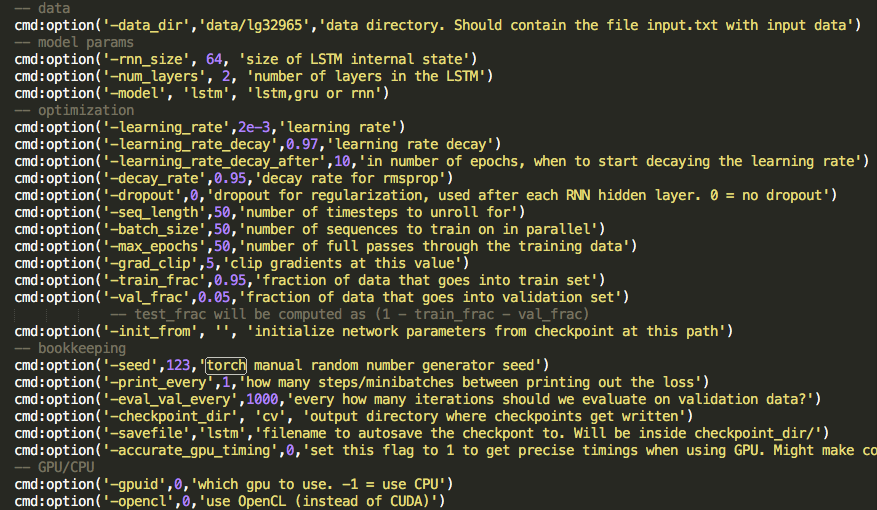 -- data
cmd:option('-data_dir','data/lg32965','data directory. Should contain the file input.txt with input data')
-- model params
cmd:option('-rnn_size', 64, 'size of LSTM internal state')
cmd:option('-num_layers', 2, 'number of layers in the LSTM')
cmd:option('-model', 'lstm', 'lstm,gru or rnn')
-- optimization
cmd:option('-learning_rate',2e-3,'learning rate')
cmd:option('-learning_rate_decay',0.97,'learning rate decay')
cmd:option('-learning_rate_decay_after',10,'in number of epochs, when to start decaying the learning rate')
cmd:option('-decay_rate',0.95,'decay rate for rmsprop')
cmd:option('-dropout',0,'dropout for regularization, used after each RNN hidden layer. 0 = no dropout')
cmd:option('-seq_length',50,'number of timesteps to unroll for')
cmd:option('-batch_size',50,'number of sequences to train on in parallel')
cmd:option('-max_epochs',50,'number of full passes through the training data')
cmd:option('-grad_clip',5,'clip gradients at this value')
cmd:option('-train_frac',0.95,'fraction of data that goes into train set')
cmd:option('-val_frac',0.05,'fraction of data that goes into validation set')
-- test_frac will be computed as (1 - train_frac - val_frac)
cmd:option('-init_from', '', 'initialize network parameters from checkpoint at this path')
-- bookkeeping
cmd:option('-seed',123,'torch manual random number generator seed')
cmd:option('-print_every',1,'how many steps/minibatches between printing out the loss')
cmd:option('-eval_val_every',1000,'every how many iterations should we evaluate on validation data?')
cmd:option('-checkpoint_dir', 'cv', 'output directory where checkpoints get written')
cmd:option('-savefile','lstm','filename to autosave the checkpont to. Will be inside checkpoint_dir/')
cmd:option('-accurate_gpu_timing',0,'set this flag to 1 to get precise timings when using GPU. Might make co
-- GPU/CPU
cmd:option('-gpuid',0,'which gpu to use. -1 = use CPU')
cmd:option('-opencl',0,'use OpenCL (instead of CUDA)')